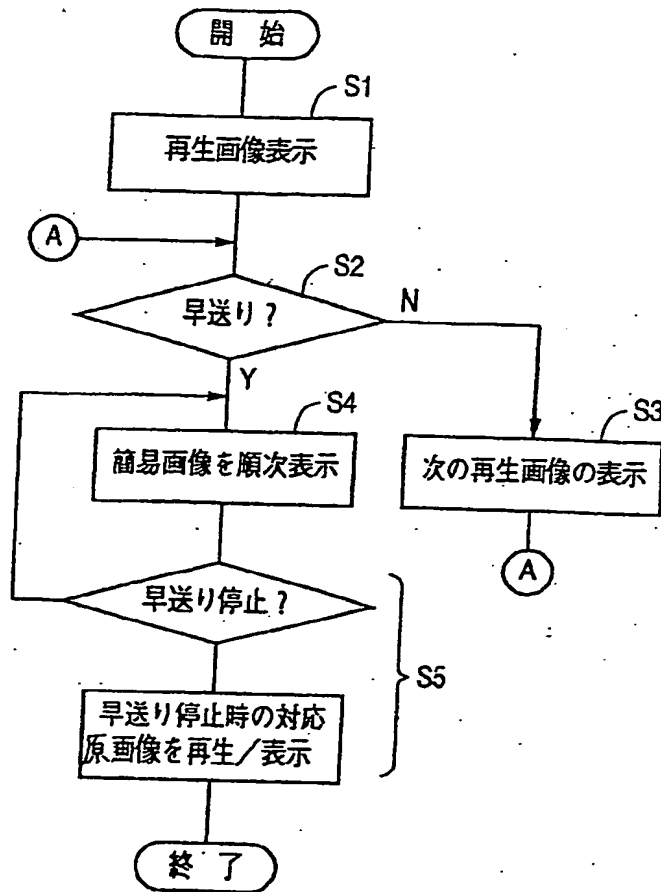 開始
S1
再生画像表示
A
S2
早送り?
N
Y
S4
簡易画像を順次表示
S3
次の再生画像の表示
A
早送り停止?
S5
早送り停止時の対応
原画像を再生/表示
終了